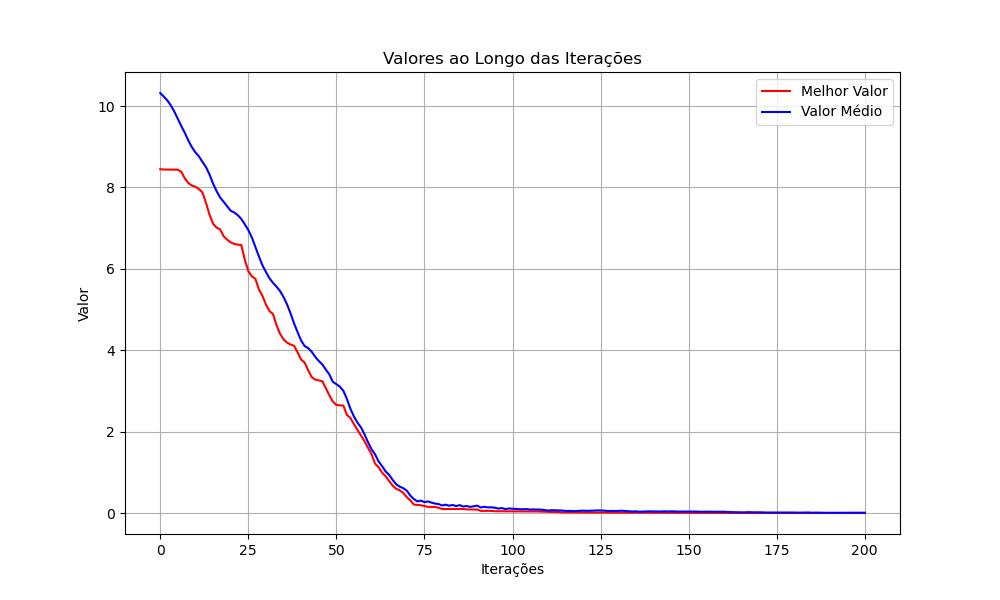 Valores ao Longo das Iterações
Melhor Valor
Valor Médio
10
8
6
4
2
0
Valor
0 25 50 75 100 125 150 175 200
Iterações